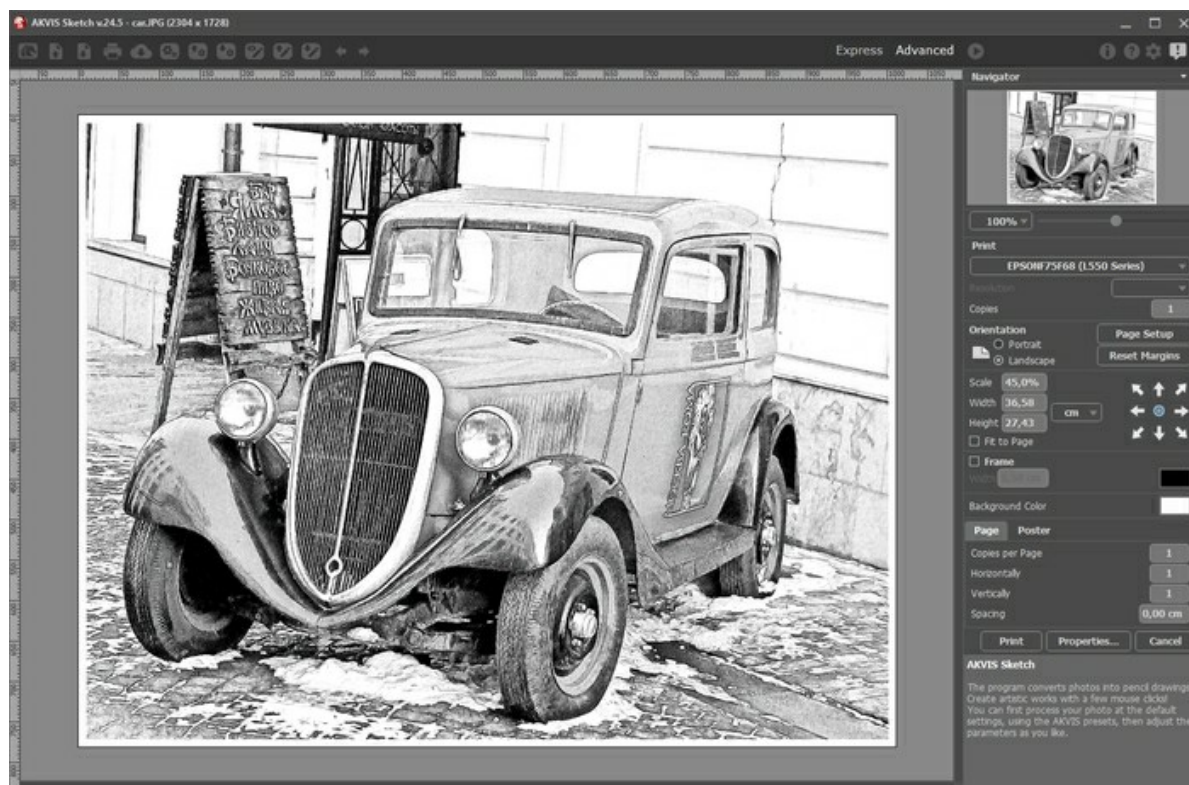 AKVIS Sketch v.24.5 - car.JPG (2304 x 1728)
Express Advanced
Navigator
100%
Print
EPSONF75F68 (L550 Series)
Resolution
Copies 1
Orientation
Portrait
Landscape
Page Setup
Reset Margins
Scale 45,0%
Width 36,58
cm
Height 27,43
Fit to Page
Frame
Width
Background Color
Page Poster
Copies per Page 1
Horizontally 1
Vertically 1
Spacing 0,00 cm
Print Properties... Cancel
AKVIS Sketch
The program converts photos into pencil drawings.
Create artistic works with a few mouse clicks!
You can first process your photo at the default
settings, using the AKVIS presets, then adjust the
parameters as you like.